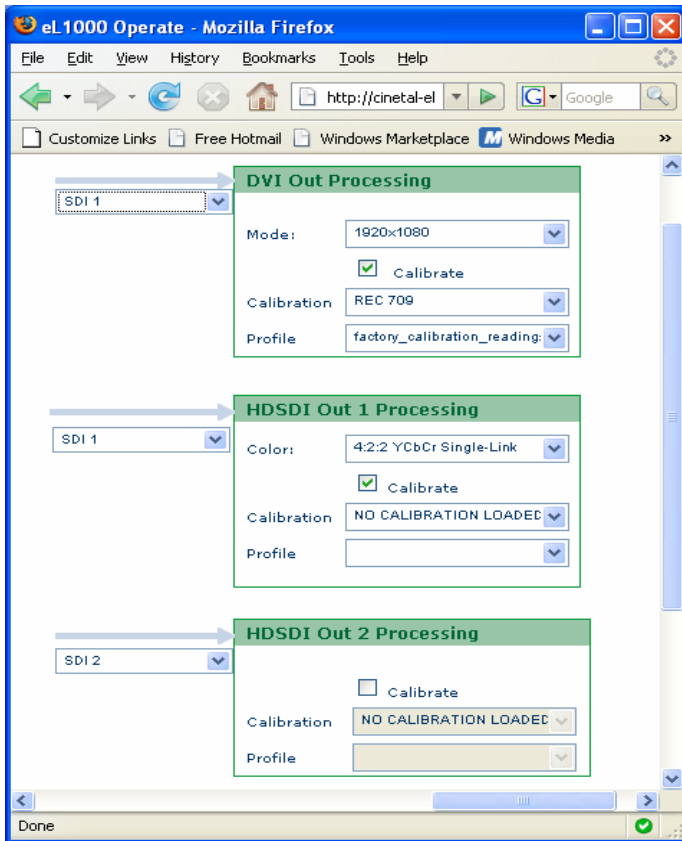 eL1000 Operate - Mozilla Firefox
File Edit View History Bookmarks Tools Help
http://cinetal-el G Google
Customize Links Free Hotmail Windows Marketplace M Windows Media »
DVI Out Processing
SDI 1
Mode: 1920x1080
Calibrate
Calibration REC 709
Profile factory_calibration_reading:
HDSDI Out 1 Processing
SDI 1
Color: 4:2:2 YCbCr Single-Link
Calibrate
Calibration NO CALIBRATION LOADED
Profile
HDSDI Out 2 Processing
SDI 2
Calibrate
Calibration NO CALIBRATION LOADED
Profile
Done